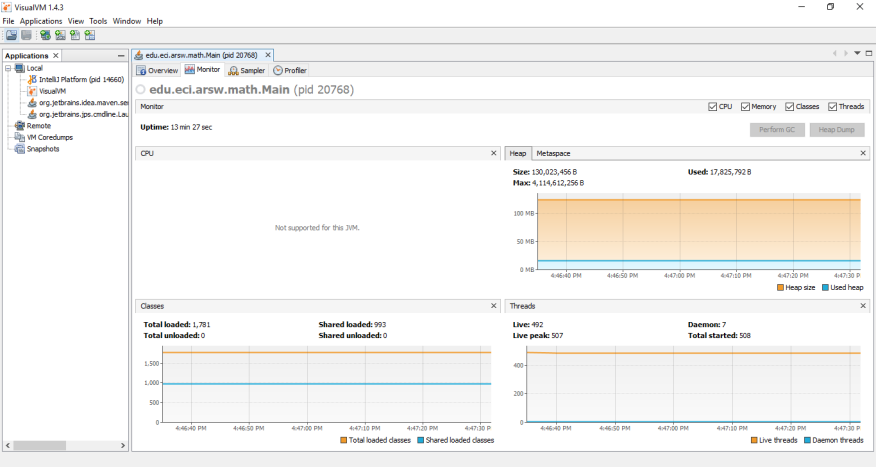 VisualVM 1.4.3
File Applications View Tools Window Help
Applications
Local
IntelliJ Platform (pid 14660)
VisualVM
org.jetbrains.idea.maven.se
org.jetbrains.jps.cmdline.Lau
Remote
VM Coredumps
Snapshots
edu.eci.arsw.math.Main (pid 20768)
Overview Monitor Sampler Profiler
edu.eci.arsw.math.Main (pid 20768)
Monitor CPU Memory Classes Threads
Uptime: 13 min 27 sec
Perform GC Heap Dump
CPU
Not supported for this JVM.
Heap Metaspace
Size: 130,023,456 B Used: 17,825,792 B
Max: 4,114,612,256 B
100 MB
50 MB
0 MB
4:46:40 PM 4:46:50 PM 4:47:00 PM 4:47:10 PM 4:47:20 PM 4:47:30 P
Heap size Used heap
Classes
Total loaded: 1,781 Shared loaded: 993
Total unloaded: 0 Shared unloaded: 0
1.500
1.000
500
0
4:46:40 PM 4:46:50 PM 4:47:00 PM 4:47:10 PM 4:47:20 PM 4:47:30 P
Total loaded classes Shared loaded classes
Threads
Live: 492 Daemon: 7
Live peak: 507 Total started: 508
400
200
0
4:46:40 PM 4:46:50 PM 4:47:00 PM 4:47:10 PM 4:47:20 PM 4:47:30 P
Live threads Daemon threads